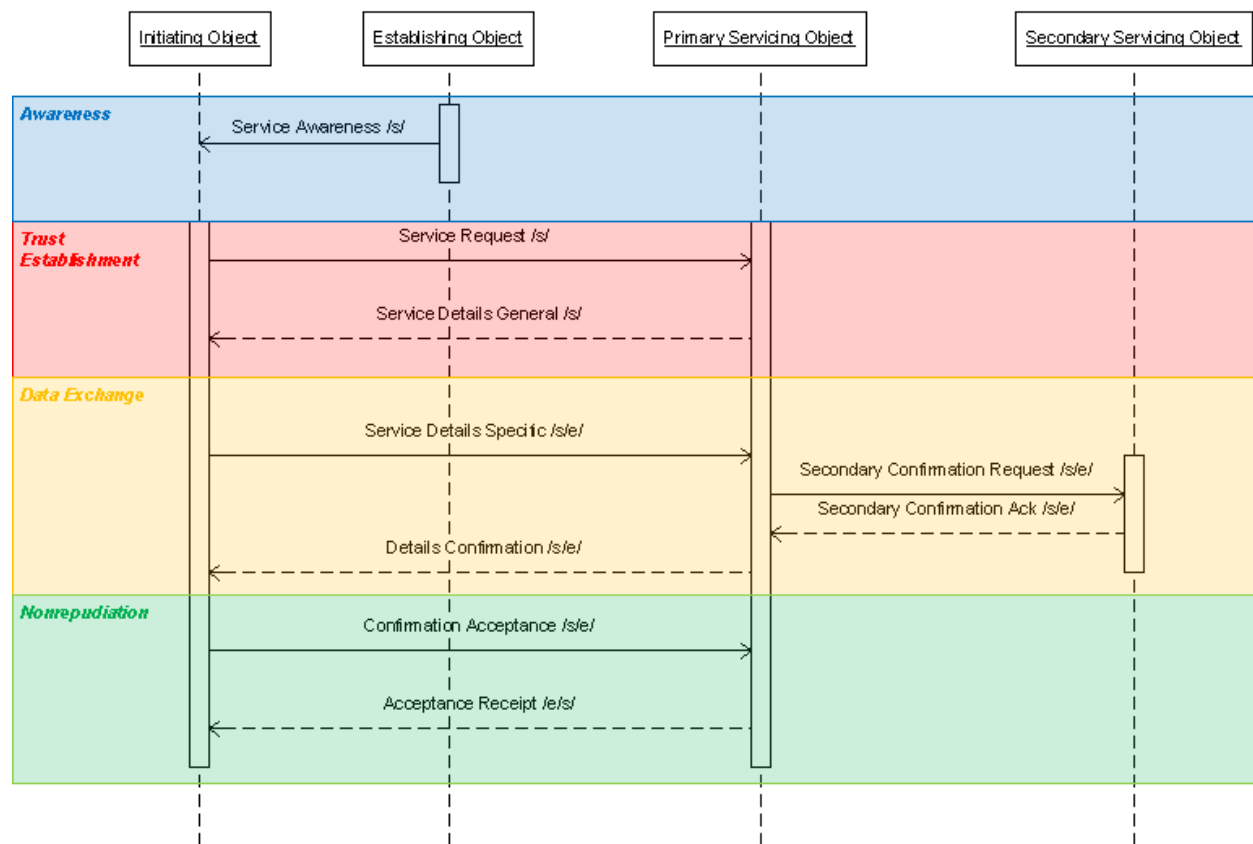 Initiating Object
Establishing Object
Primary Servicing Object
Secondary Servicing Object
Awareness
Service Awareness /s/
Trust
Establishment
Service Request /s/
Service Details General /s/
Data Exchange
Service Details Specific /s/e/
Secondary Confirmation Request /s/e/
Secondary Confirmation Ack /s/e/
Details Confirmation /s/e/
Nonrepudiation
Confirmation Acceptance /s/e/
Acceptance Receipt /e/s/